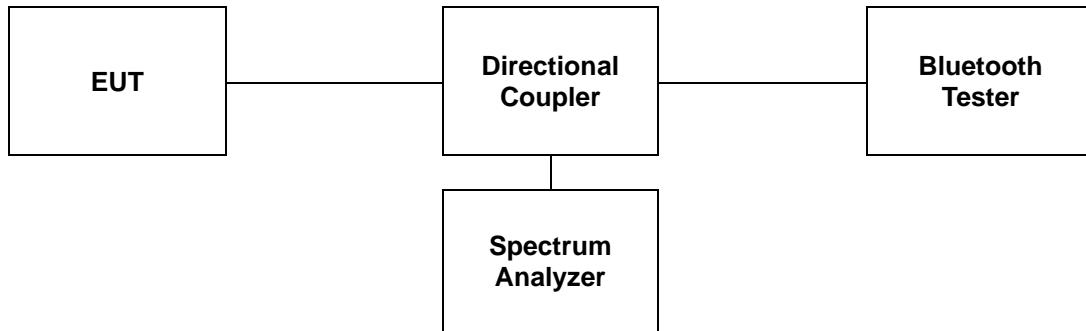 EUT
Directional
Coupler
Bluetooth
Tester
Spectrum
Analyzer